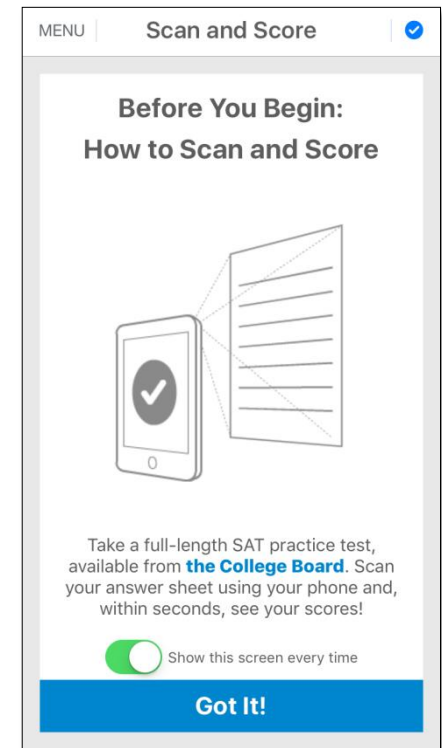 MENU Scan and Score
Before You Begin:
How to Scan and Score
Take a full-length SAT practice test,
available from the College Board. Scan
your answer sheet using your phone and,
within seconds, see your scores!
Show this screen every time
Got It!